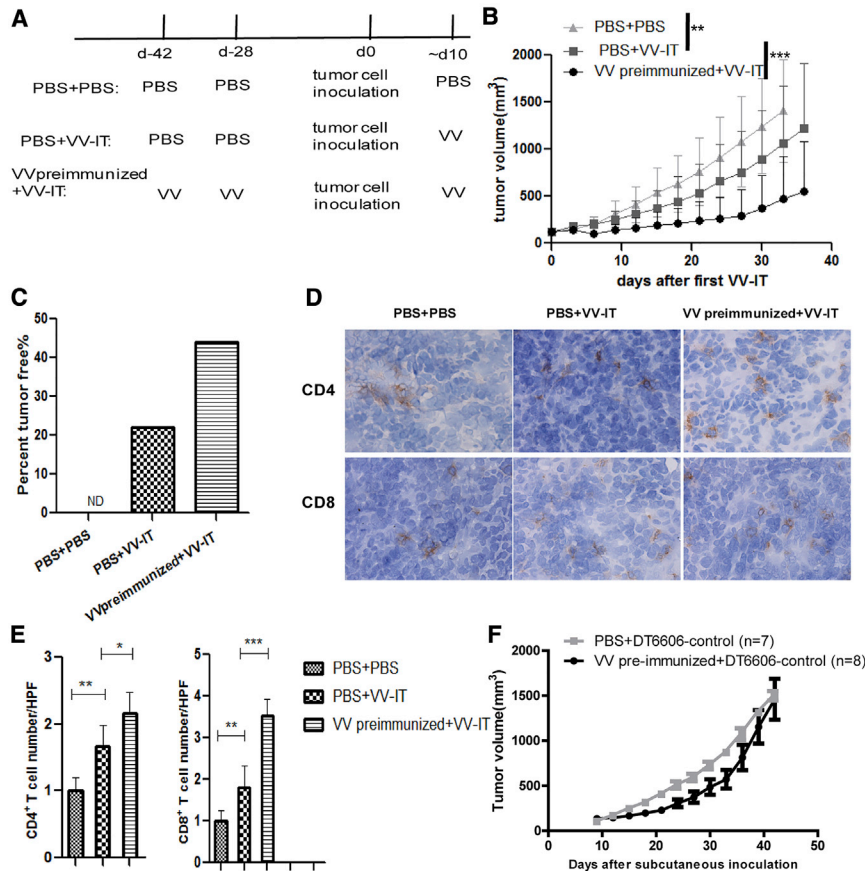 A
d-42 d-28 d0 ~d10
PBS+PBS: PBS PBS tumor cell inoculation PBS
PBS+VV-IT: PBS PBS tumor cell inoculation VV
VVpreimmunized +VV-IT: VV VV tumor cell inoculation VV
B
PBS+PBS
**
PBS+VV-IT
***
VV preimmunized+VV-IT
tumor volume(mm3)
2000
1500
1000
500
0
0 10 20 30 40
days after first VV-IT
C
Percent tumor free%
50
40
30
20
10
0
ND
PBS+PBS
PBS+VV-IT
VVpreimmunized+VV-IT
D
PBS+PBS PBS+VV-IT VV preimmunized+VV-IT
CD4
CD8
E
CD4+ T cell number/HPF
3
2
1
0
**
*
CD8+ T cell number/HPF
5
4
3
2
1
0
**
***
PBS+PBS
PBS+VV-IT
VV preimmunized+VV-IT
F
PBS+DT6606-control (n=7)
VV pre-immunized+DT6606-control (n=8)
Tumor volume(mm3)
2000
1500
1000
500
0
0 10 20 30 40 50
Days after subcutaneous inoculation